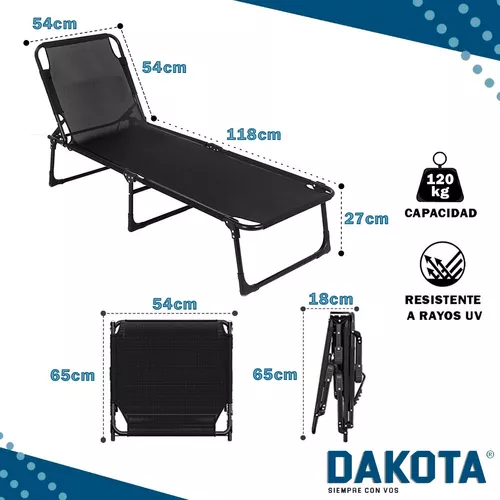 54cm
54cm
118cm
27cm
120
kg
CAPACIDAD
RESISTENTE
A RAYOS UV
54cm
65cm
18cm
65cm
DAKOTA®
SIEMPRE CON VOS